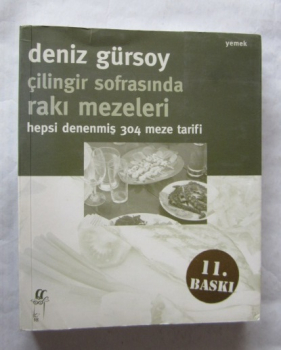 yemek
deniz gürsoy
çilingir sofrasında
rakı mezeleri
hepsi denenmiş 304 meze tarifi
11.
BASKI